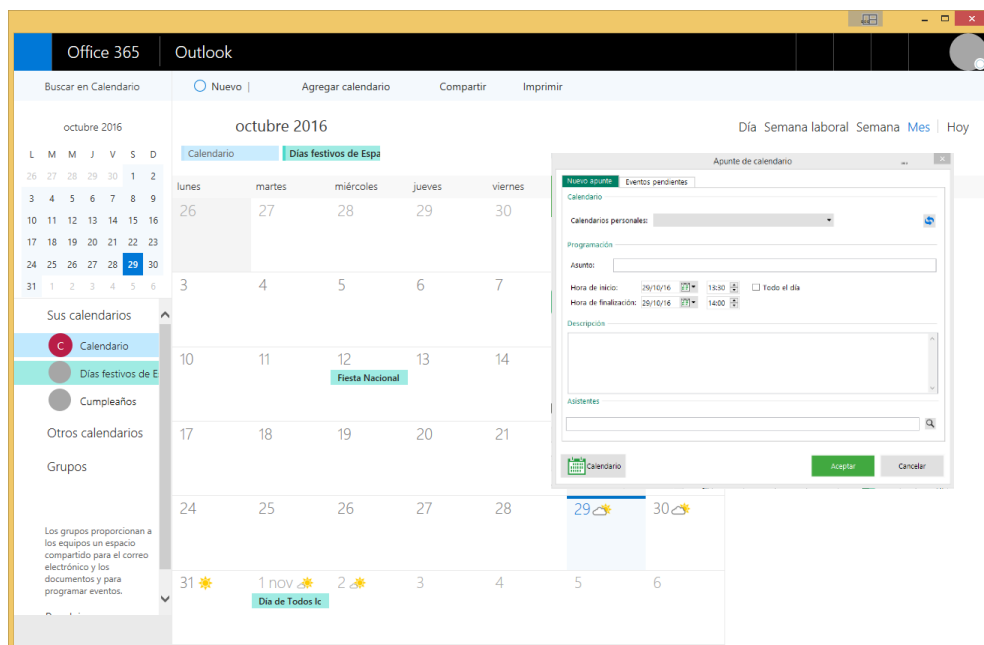 Office 365 Outlook
Buscar en Calendario
Nuevo | Agregar calendario Compartir Imprimir
octubre 2016
L M M J V S D
26 27 28 29 30 1 2
3 4 5 6 7 8 9
10 11 12 13 14 15 16
17 18 19 20 21 22 23
24 25 26 27 28 29 30
31 1 2 3 4 5 6
Sus calendarios
C Calendario
Días festivos de E
Cumpleaños
Otros calendarios
Grupos
Los grupos proporcionan a
los equipos un espacio
compartido para el correo
electrónico y los
documentos y para
programar eventos.
octubre 2016
Día Semana laboral Semana Mes Hoy
Calendario Días festivos de Espa
lunes martes miércoles jueves viernes
26 27 28 29 30
3 4 5 6 7
10 11 12 13 14
Fiesta Nacional
17 18 19 20 21
24 25 26 27 28 29 30
31 1 nov 2 3 4 5 6
Día de Todos lc
Apunte de calendario
Nuevo apunte Eventos pendientes
Calendario
Calendarios personales:
Programación
Asunto:
Hora de inicio: 29/10/16 13:30 Todo el día
Hora de finalización: 29/10/16 14:00
Descripción
Asistentes
Calendario Aceptar Cancelar